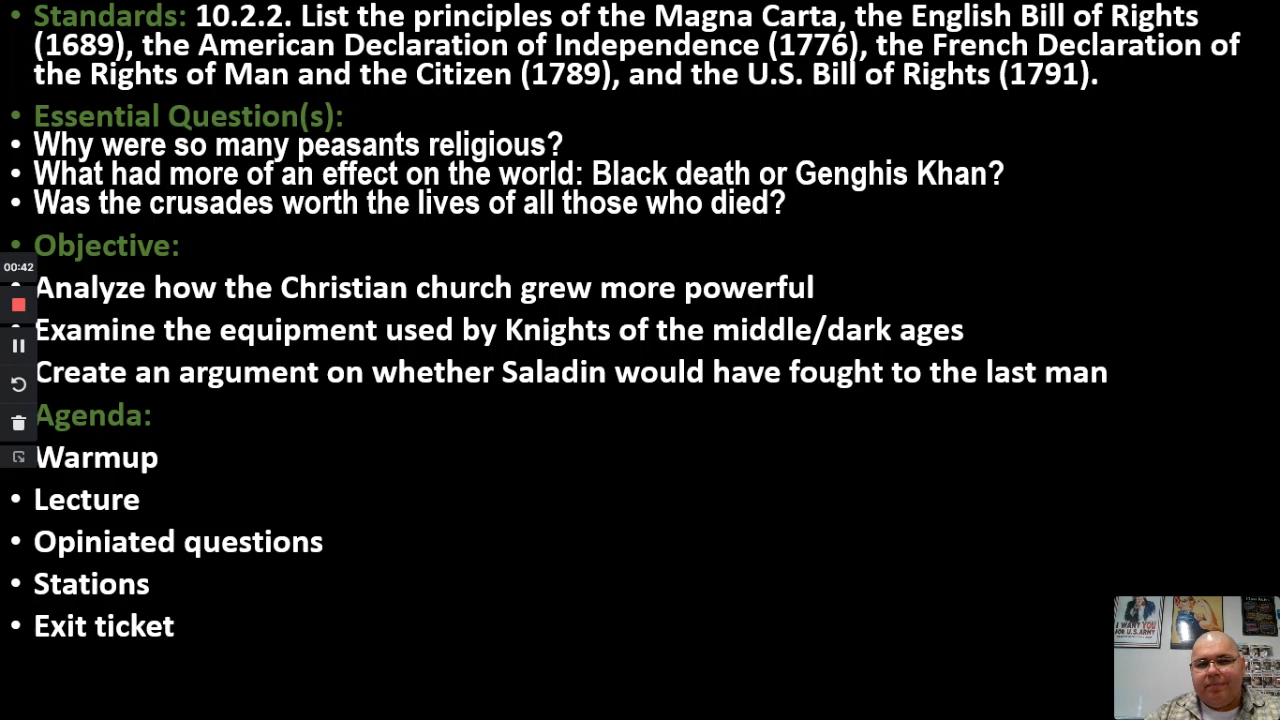 Standards: 10.2.2. List the principles of the Magna Carta, the English Bill of Rights
(1689), the American Declaration of Independence (1776), the French Declaration of
the Rights of Man and the Citizen (1789), and the U.S. Bill of Rights (1791).
Essential Question(s):
Why were so many peasants religious?
What had more of an effect on the world: Black death or Genghis Khan?
Was the crusades worth the lives of all those who died?
Objective:
00:42
Analyze how the Christian church grew more powerful
Examine the equipment used by Knights of the middle/dark ages
Create an argument on whether Saladin would have fought to the last man
Agenda:
Warmup
Lecture
Opiniated questions
Stations
Exit ticket
I WANT YOU
FOR U.S. ARMY